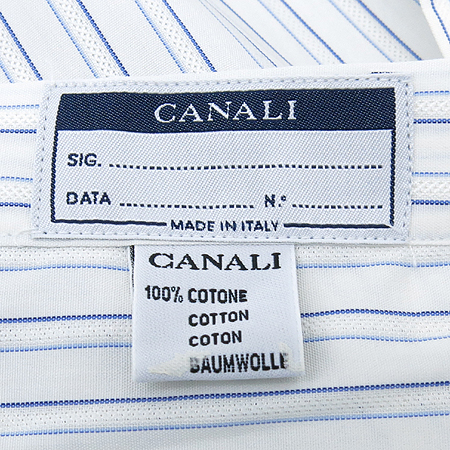 CANALI
SIG.
DATA N.°
MADE IN ITALY
CANALI
100% COTONE
COTTON
COTON
BAUMWOLLE